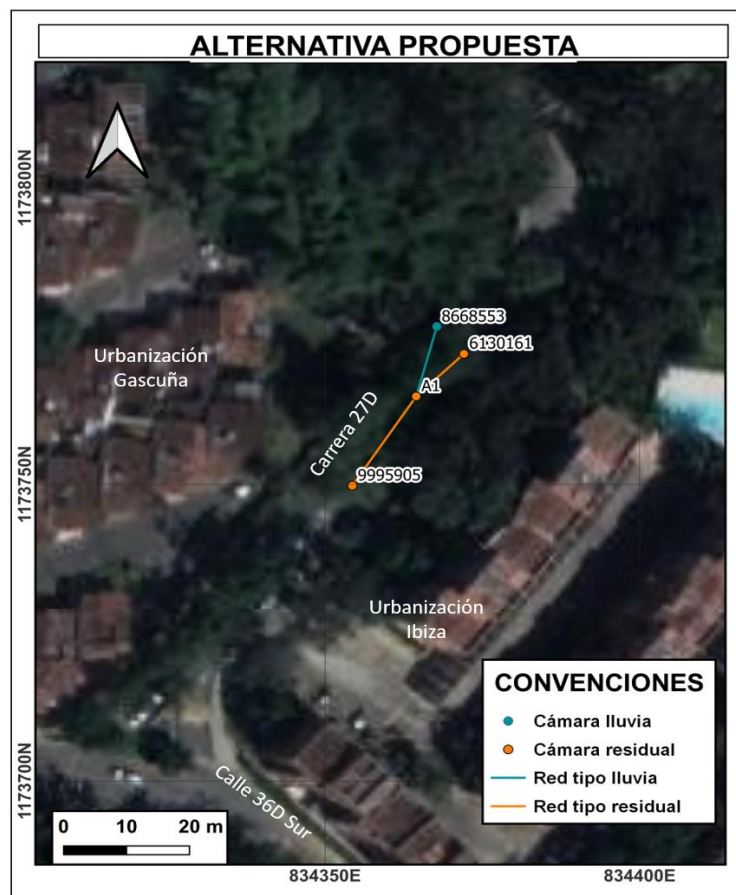 ALTERNATIVA PROPUESTA
1173800N
8668553
6130161
Urbanización
Gascuña
A1
Carrera 27D
9995905
1173750N
Urbanización
Ibiza
CONVENCIONES
Cámara lluvia
Cámara residual
Red tipo lluvia
Red tipo residual
1173700N
Calle 36D Sur
0 10 20 m
834350E 834400E